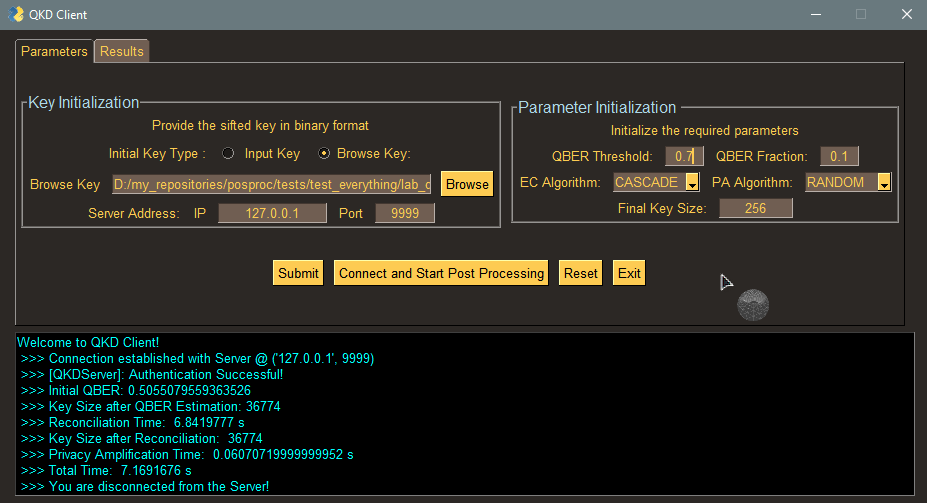 QKD Client
Parameters Results
Key Initialization
Provide the sifted key in binary format
Initial Key Type : Input Key Browse Key:
Browse Key D:/my_repositories/posproc/tests/test_everything/lab_c Browse
Server Address: IP 127.0.0.1 Port 9999
Parameter Initialization
Initialize the required parameters
QBER Threshold: 0.7 QBER Fraction: 0.1
EC Algorithm: CASCADE PA Algorithm: RANDOM
Final Key Size: 256
Submit Connect and Start Post Processing Reset Exit
Welcome to QKD Client!
>>> Connection established with Server @ ('127.0.0.1', 9999)
>>> [QKDServer]: Authentication Successful!
>>> Initial QBER: 0.5055079559363526
>>> Key Size after QBER Estimation: 36774
>>> Reconciliation Time:  6.8419777 s
>>> Key Size after Reconciliation:  36774
>>> Privacy Amplification Time:  0.06070719999999952 s
>>> Total Time:  7.1691676 s
>>> You are disconnected from the Server!